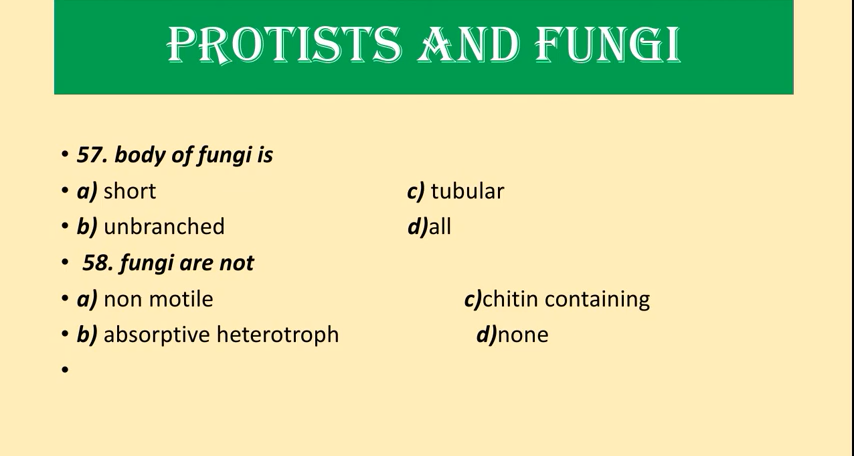 PROTISTS AND FUNGI
• 57. body of fungi is
• a) short c) tubular
• b) unbranched d)all
• 58. fungi are not
• a) non motile c)chitin containing
• b) absorptive heterotroph d)none
•